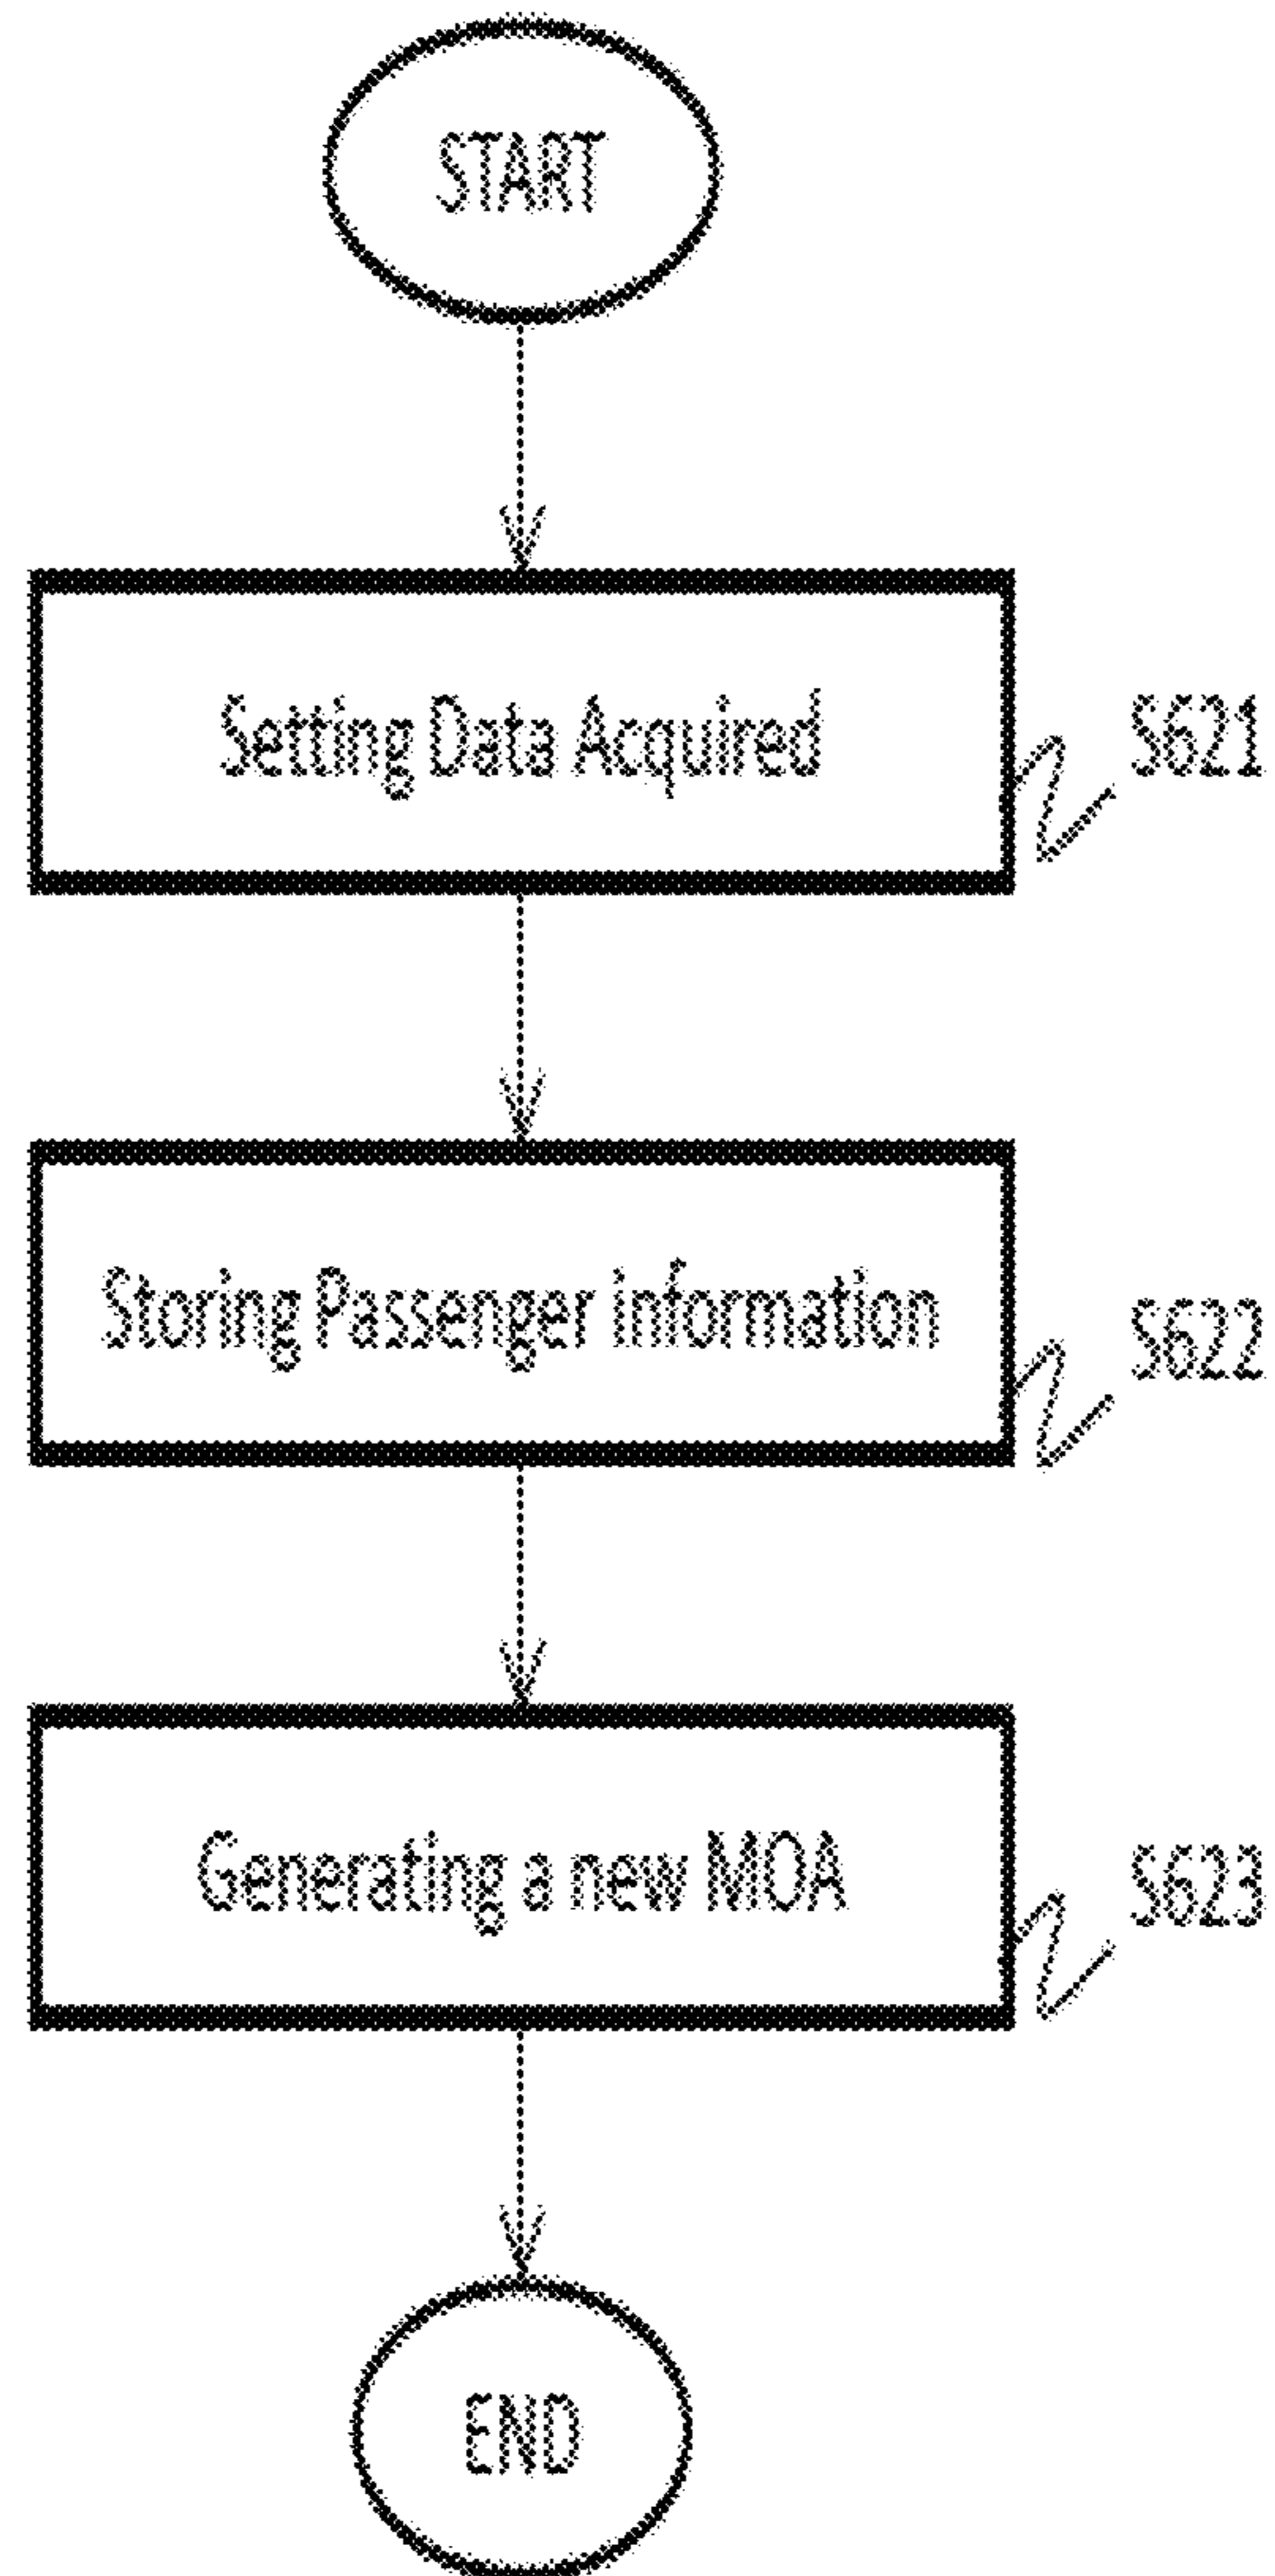 START
Setting Data Acquired
S621
Storing Passenger information
S622
Generating a new MOA
S623
END